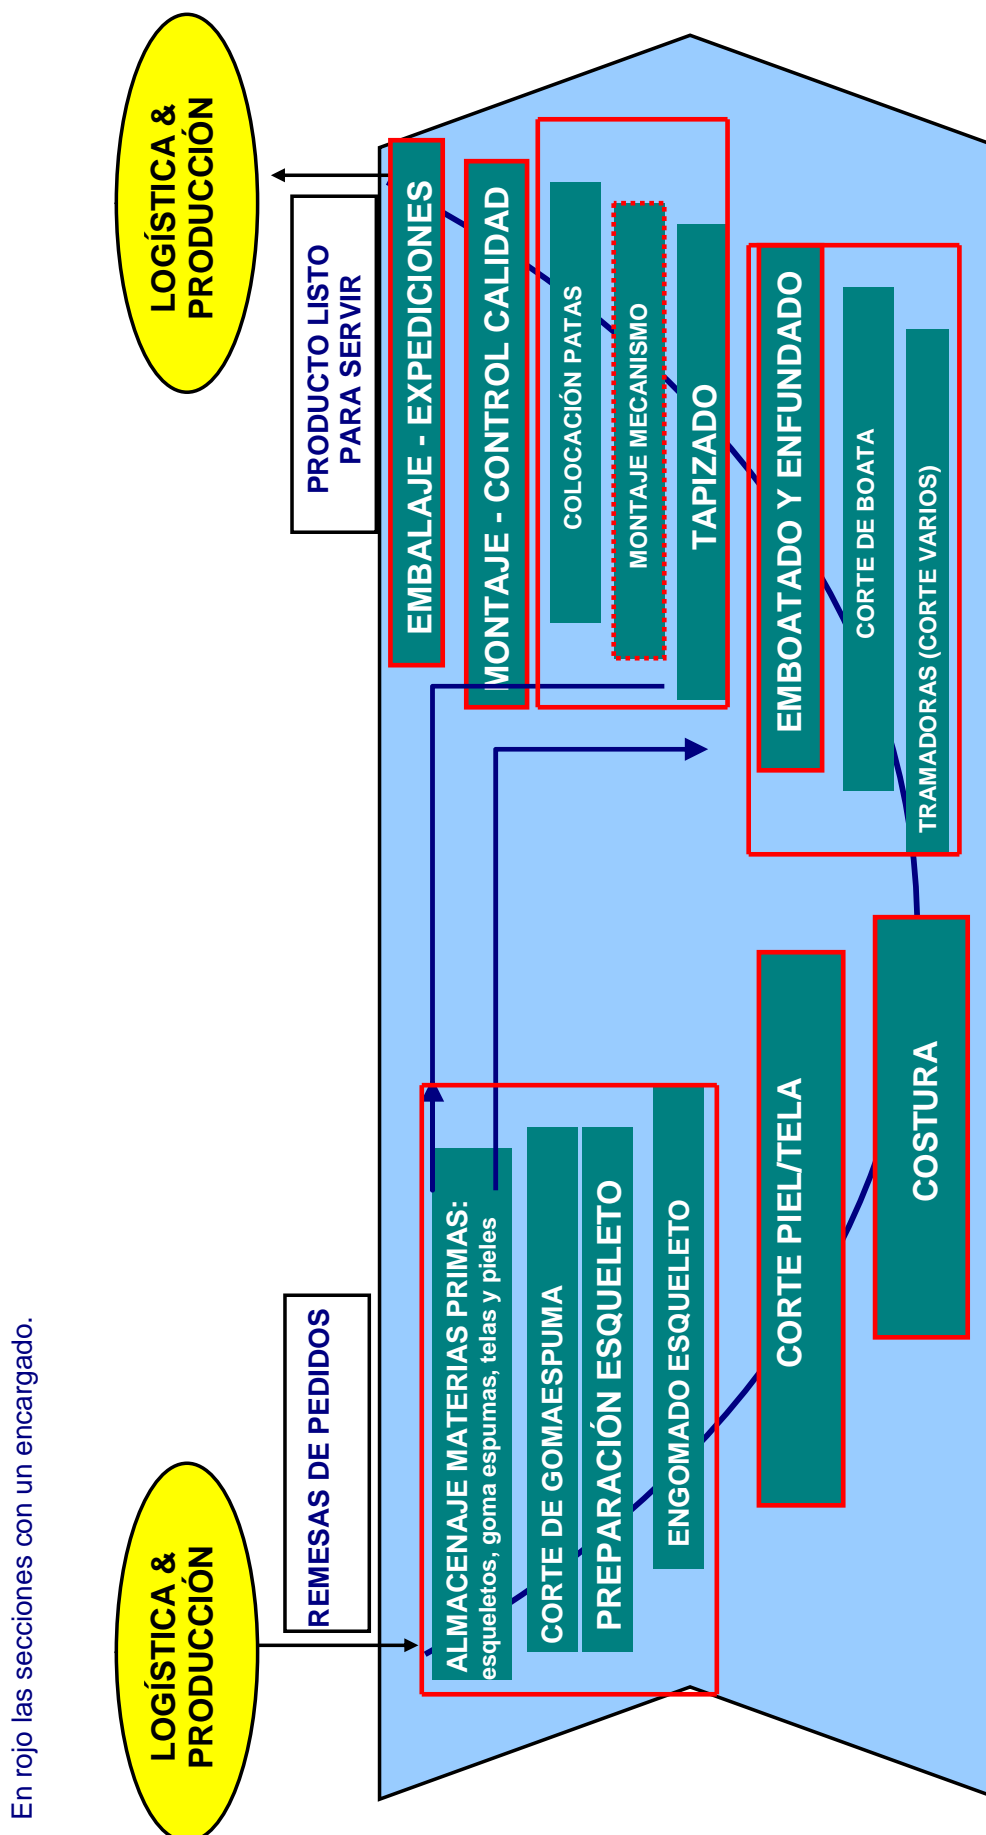 En rojo las secciones con un encargado.
LOGÍSTICA &
PRODUCCIÓN
REMESAS DE PEDIDOS
ALMACENAJE MATERIAS PRIMAS:
esqueletos, goma espumas, telas y pieles
CORTE DE GOMAESPUMA
PREPARACIÓN ESQUELETO
ENGOMADO ESQUELETO
CORTE PIEL/TELA
COSTURA
LOGÍSTICA &
PRODUCCIÓN
PRODUCTO LISTO
PARA SERVIR
EMBALAJE - EXPEDICIONES
MONTAJE - CONTROL CALIDAD
COLOCACIÓN PATAS
MONTAJE MECANISMO
TAPIZADO
EMBOATADO Y ENFUNDADO
CORTE DE BOATA
TRAMADORAS (CORTE VARIOS)